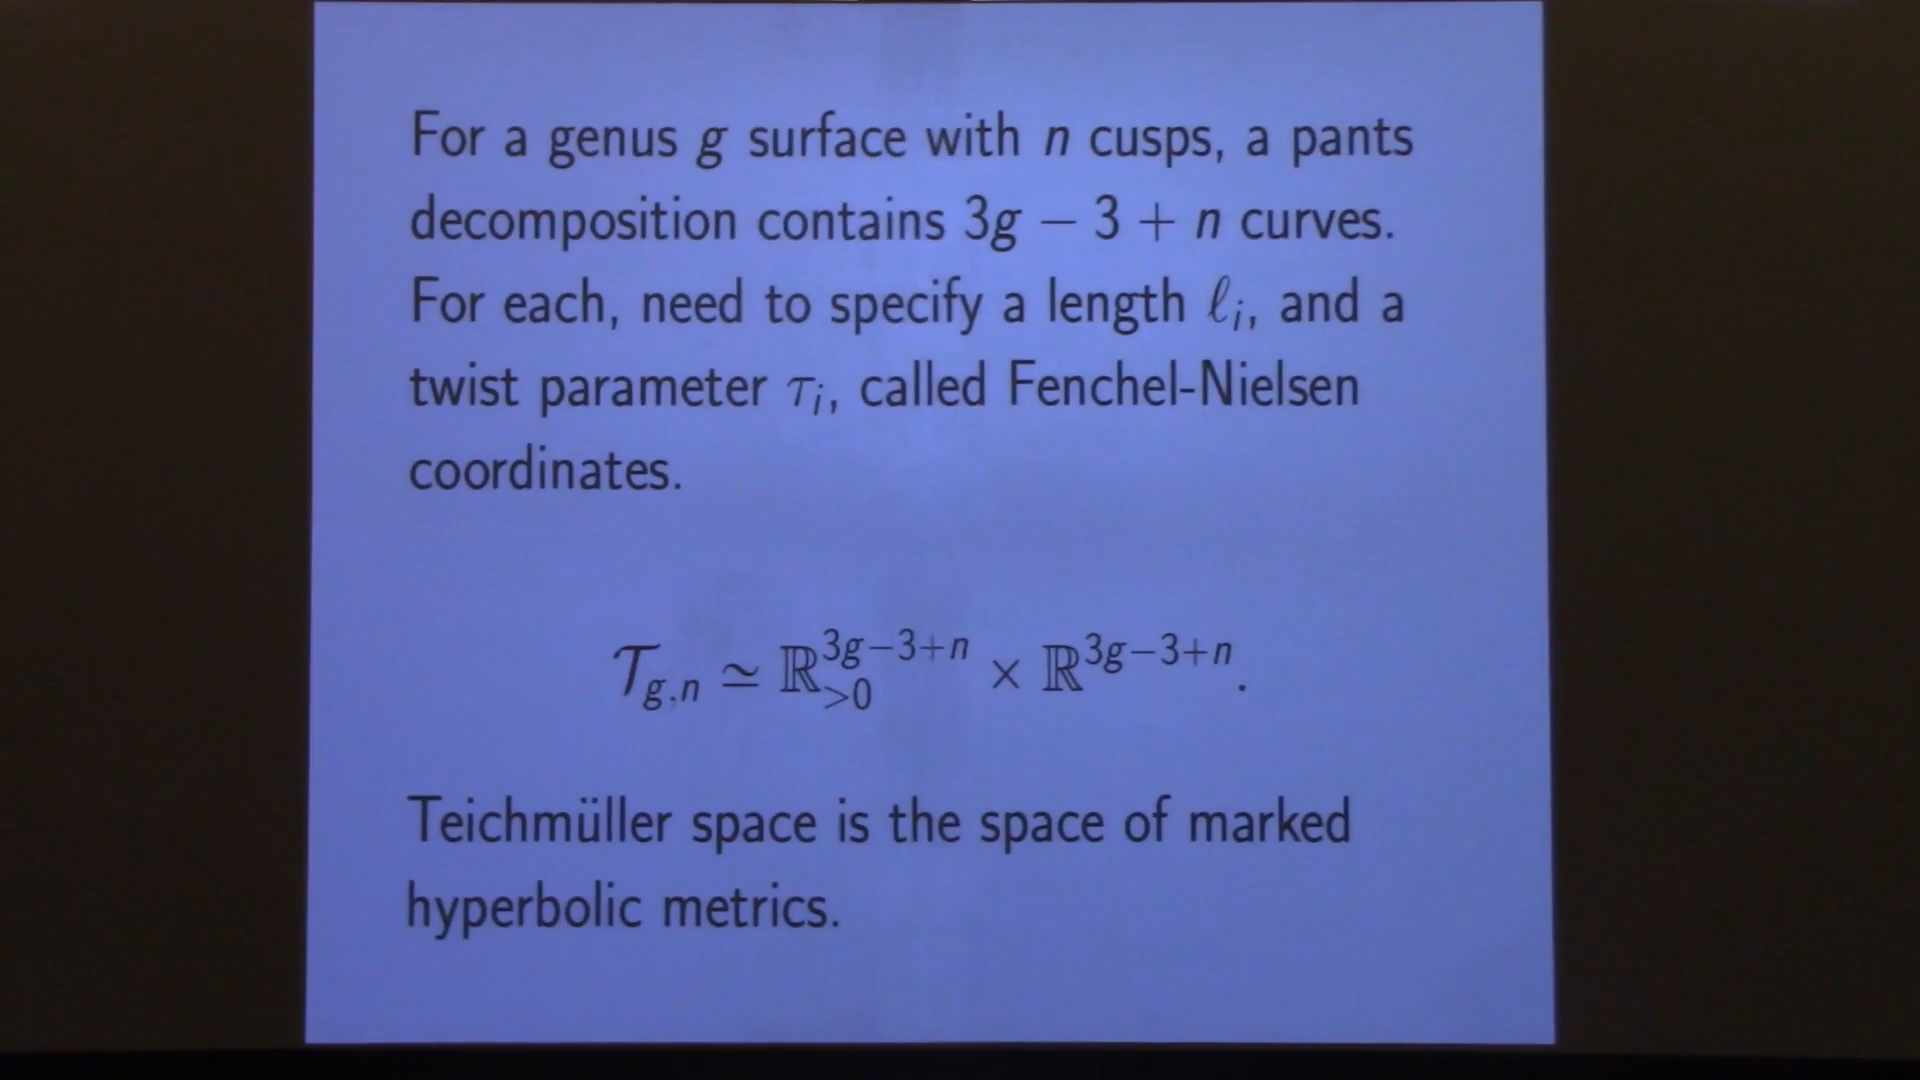 For a genus g surface with n cusps, a pants
decomposition contains 3g − 3 + n curves.
For each, need to specify a length ℓᵢ, and a
twist parameter τᵢ, called Fenchel-Nielsen
coordinates.
𝒯_{g,n} ≃ ℝ_{>0}^{3g−3+n} × ℝ^{3g−3+n}.
Teichmüller space is the space of marked
hyperbolic metrics.